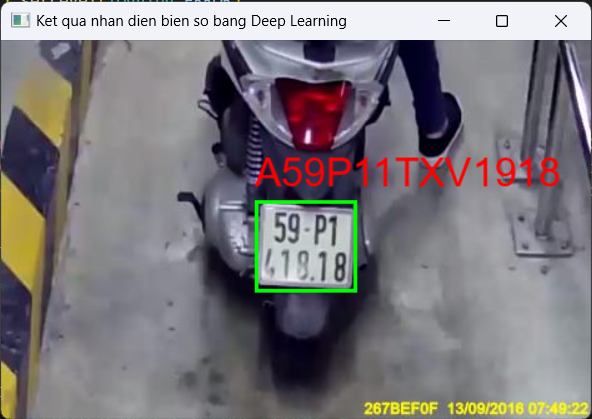 Ket qua nhan dien bien so bang Deep Learning
A59P11TXV1918
59-P1
418.18
267BEF0F 13/09/2016 07:49:22